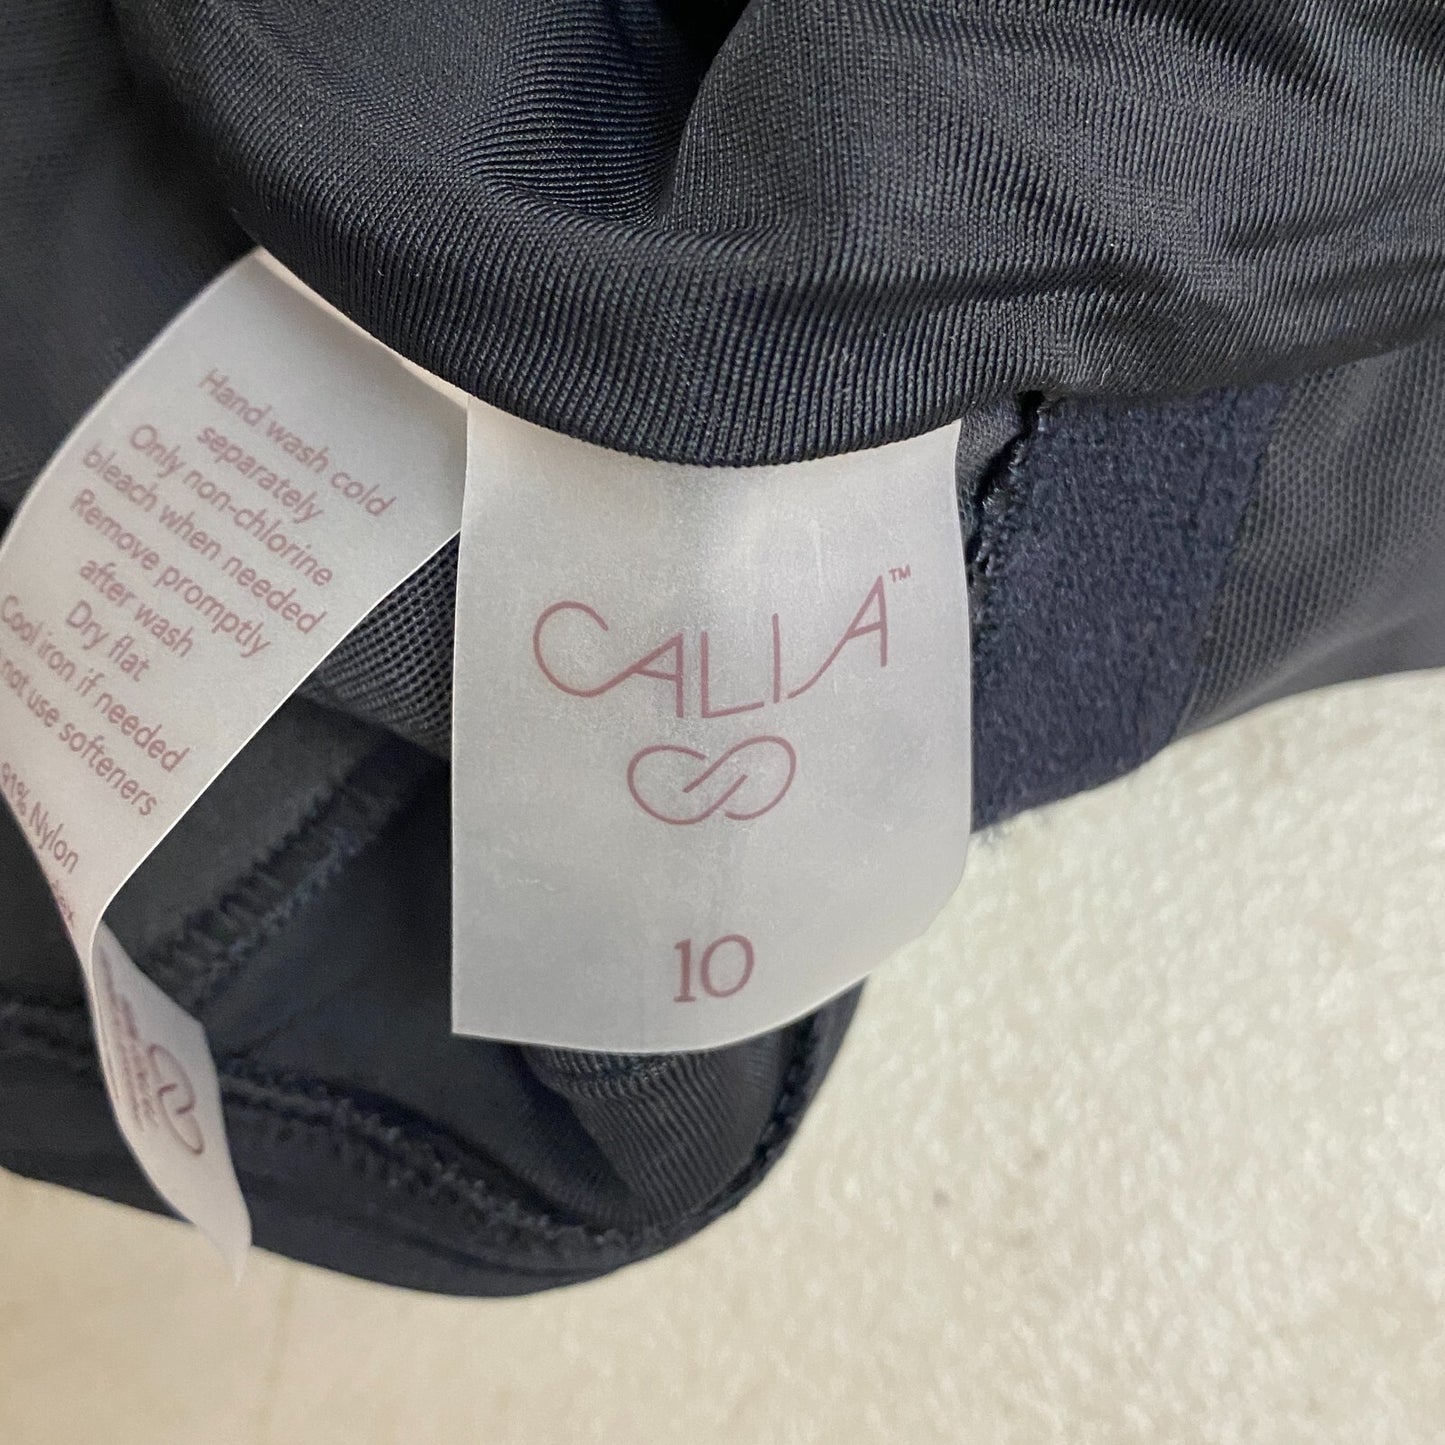 Hand wash cold
separately
Only non-chlorine
bleach when needed
Remove promptly
after wash
Dry flat
Cool iron if needed
not use softeners
91% Nylon
CALIA™
10